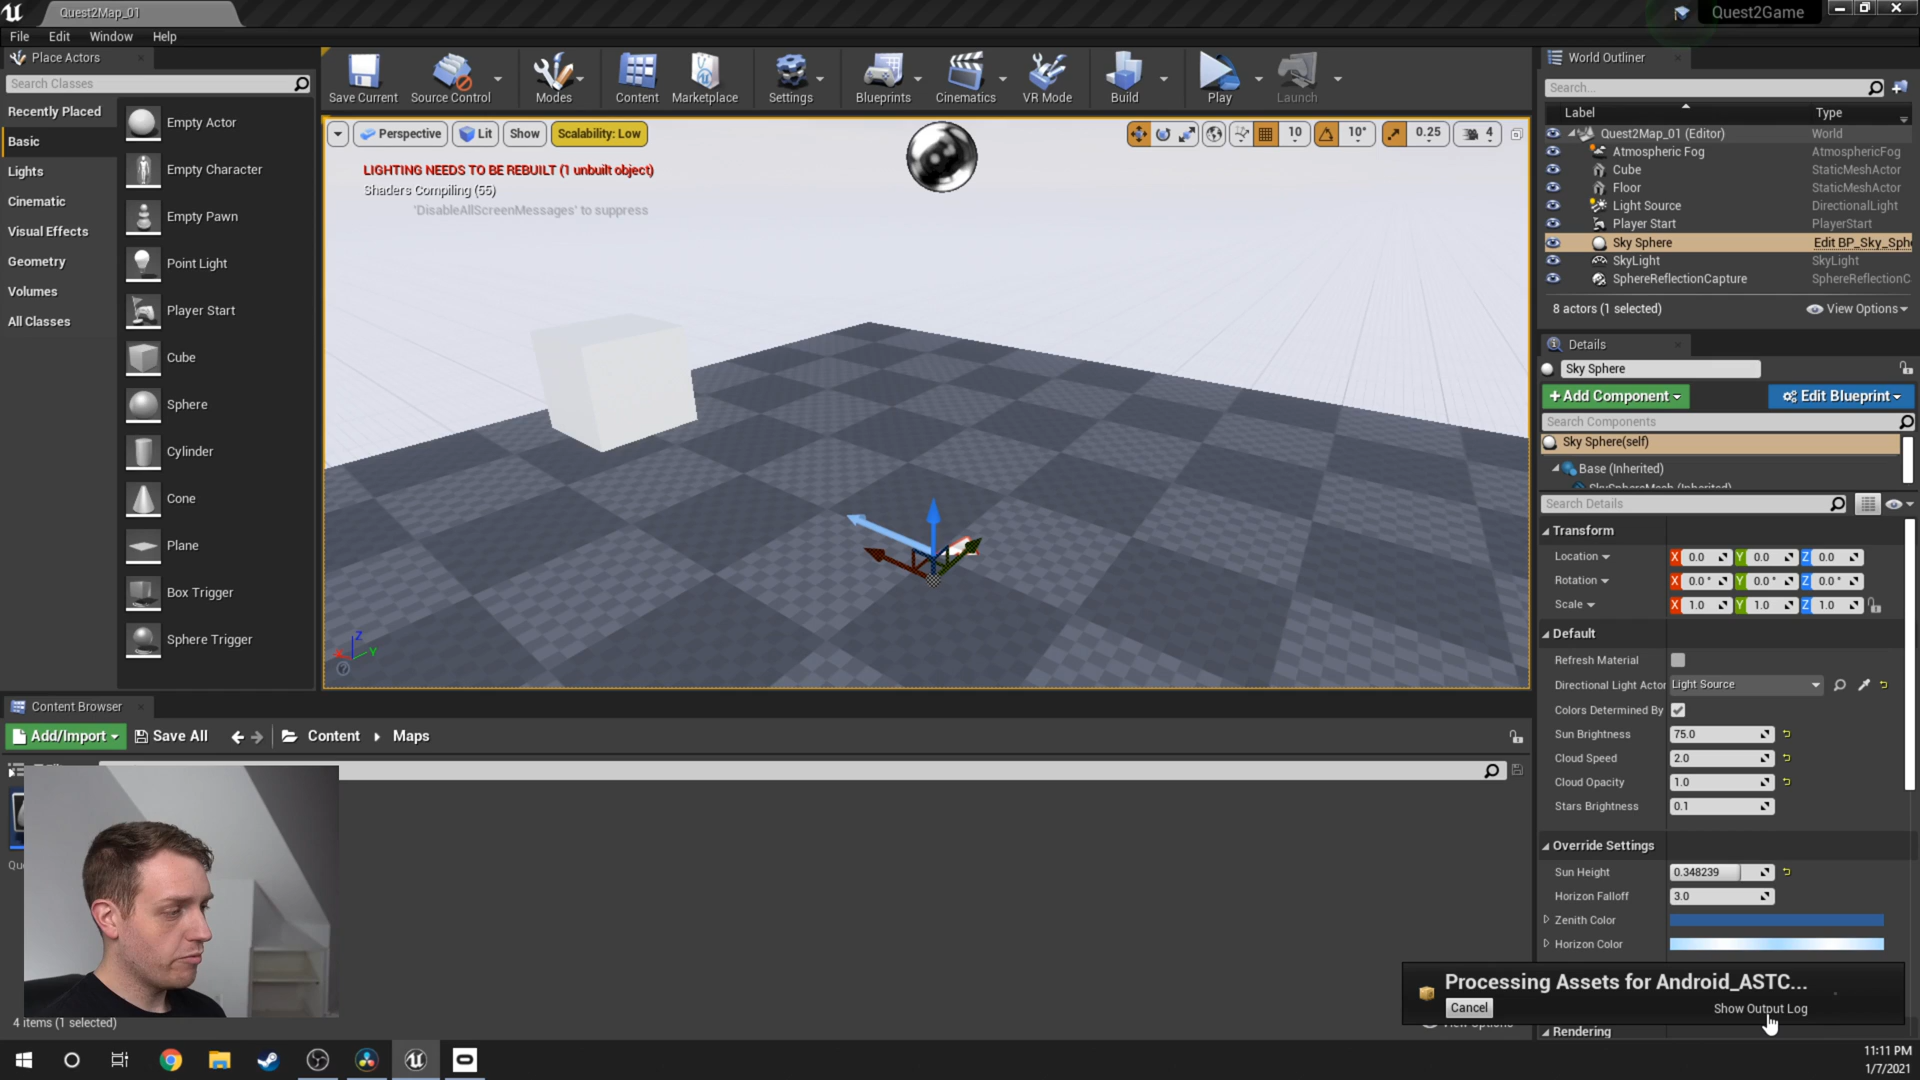 Quest2Map_01
Quest2Game
File Edit Window Help
Place Actors
Search Classes
Recently Placed
Basic
Lights
Cinematic
Visual Effects
Geometry
Volumes
All Classes
Empty Actor
Empty Character
Empty Pawn
Point Light
Player Start
Cube
Sphere
Cylinder
Cone
Plane
Box Trigger
Sphere Trigger
Save Current
Source Control
Modes
Content
Marketplace
Settings
Blueprints
Cinematics
VR Mode
Build
Play
Launch
Perspective
Lit
Show
Scalability: Low
10
10°
0.25
4
LIGHTING NEEDS TO BE REBUILT (1 unbuilt object)
Shaders Compiling (55)
'DisableAllScreenMessages' to suppress
Z
X
Y
World Outliner
Search...
Label Type
Quest2Map_01 (Editor) World
Atmospheric Fog AtmosphericFog
Cube StaticMeshActor
Floor StaticMeshActor
Light Source DirectionalLight
Player Start PlayerStart
Sky Sphere Edit BP_Sky_Sph
SkyLight SkyLight
SphereReflectionCapture SphereReflectionC
8 actors (1 selected) View Options
Details
Sky Sphere
+Add Component Edit Blueprint
Search Components
Sky Sphere(self)
Base (Inherited)
SkySphereMesh (Inherited)
Search Details
Transform
Location X 0.0 Y 0.0 Z 0.0
Rotation X 0.0° Y 0.0° Z 0.0°
Scale X 1.0 Y 1.0 Z 1.0
Default
Refresh Material
Directional Light Actor Light Source
Colors Determined By
Sun Brightness 75.0
Cloud Speed 2.0
Cloud Opacity 1.0
Stars Brightness 0.1
Override Settings
Sun Height 0.348239
Horizon Falloff 3.0
Zenith Color
Horizon Color
Processing Assets for Android_ASTC...
Cancel
Show Output Log
View Options
Rendering
Content Browser
Add/Import Save All Content Maps
Qu
4 items (1 selected)
11:11 PM
1/7/2021